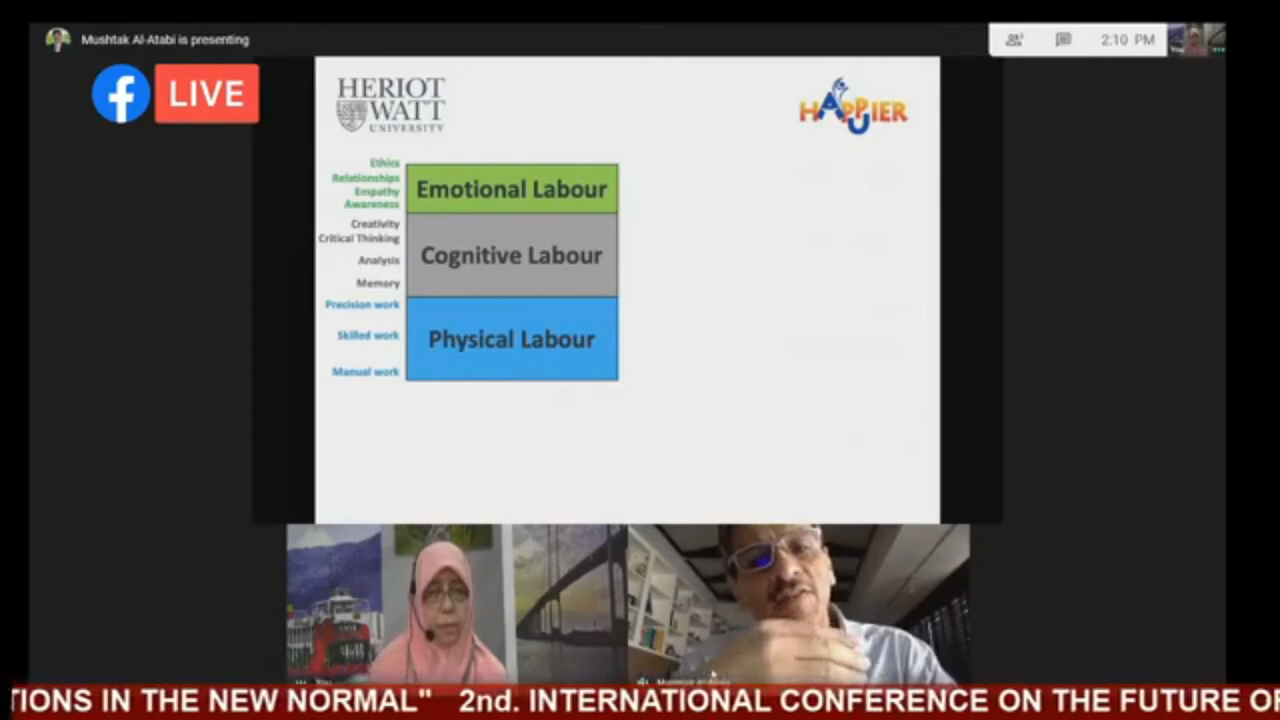 Mushtak Al-Atabi is presenting
2:10 PM
f LIVE
HERIOT
WATT
UNIVERSITY
HAPPIER
U
Ethics
Relationships
Empathy
Awareness
Emotional Labour
Creativity
Critical Thinking
Analysis
Memory
Cognitive Labour
Precision work
Skilled work
Manual work
Physical Labour
TIONS IN THE NEW NORMAL" 2nd. INTERNATIONAL CONFERENCE ON THE FUTURE OF